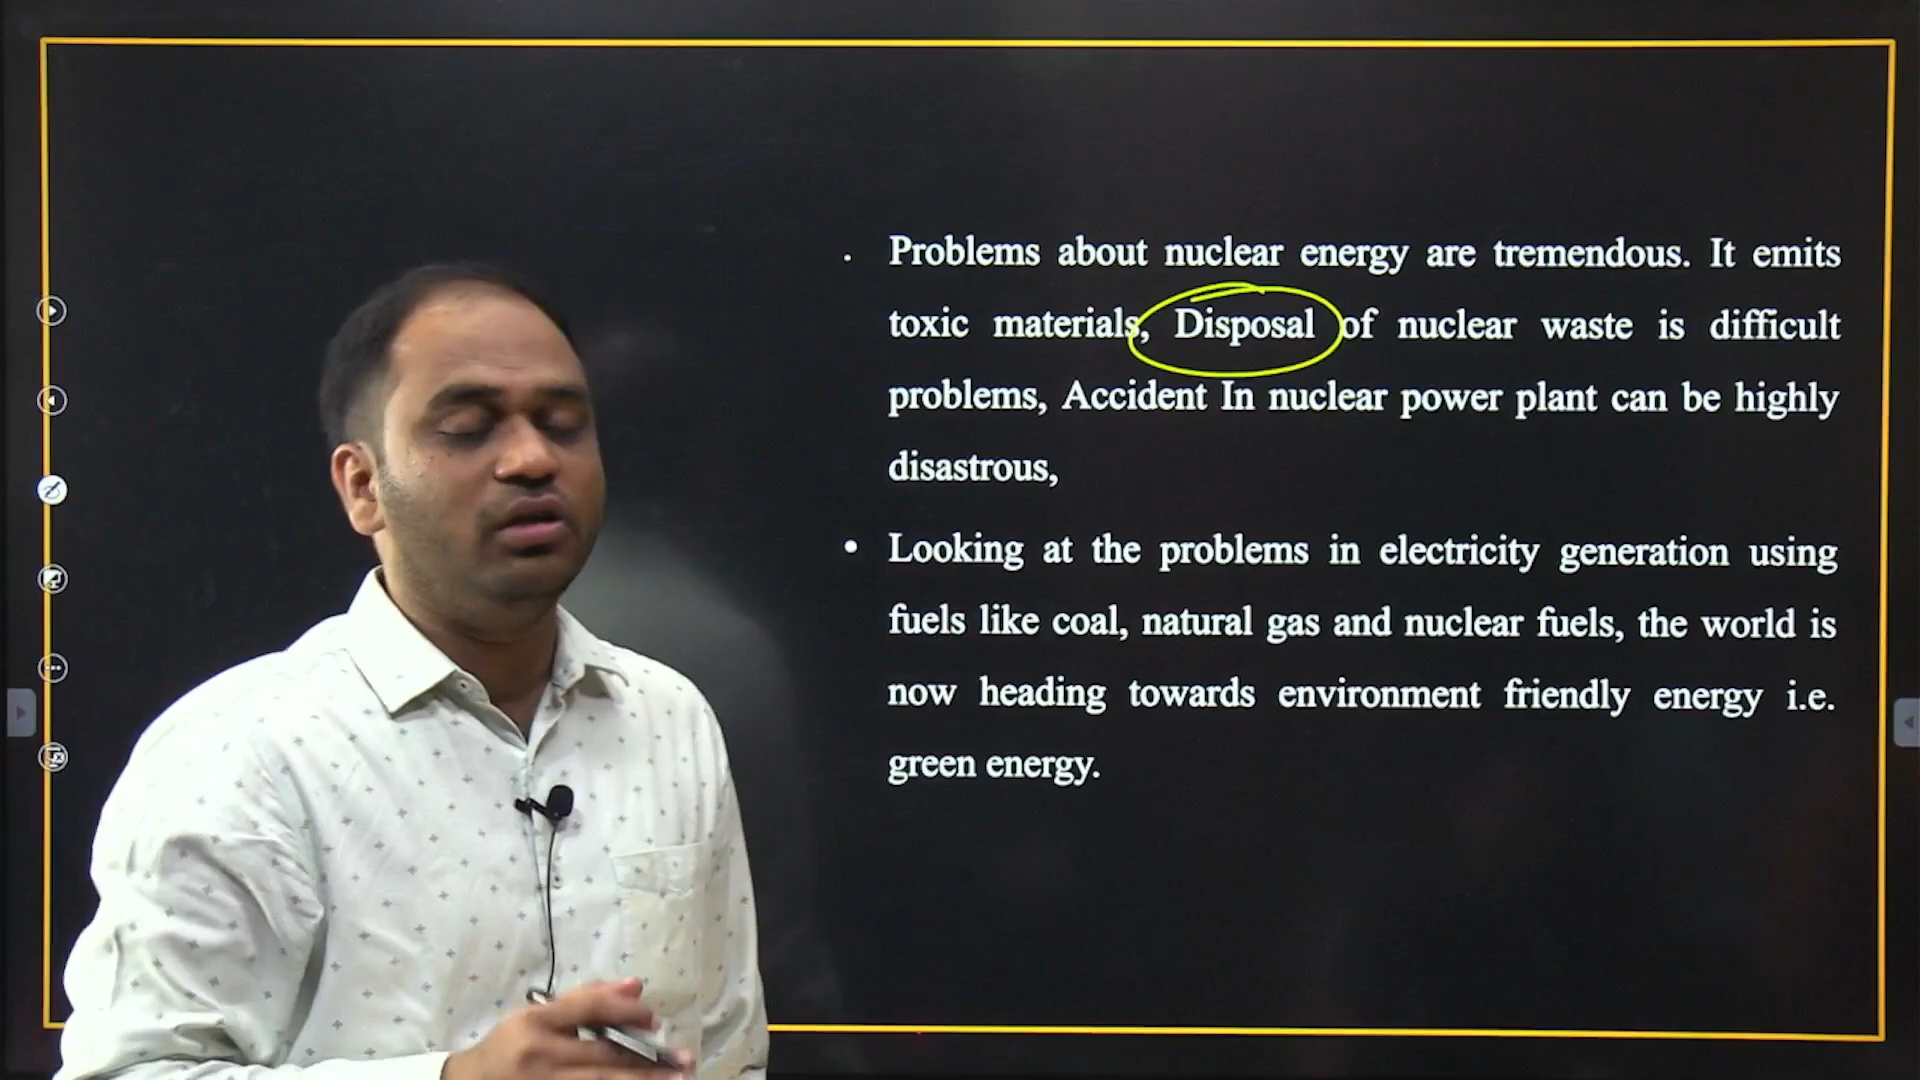 Problems about nuclear energy are tremendous. It emits
toxic materials, Disposal of nuclear waste is difficult
problems, Accident In nuclear power plant can be highly
disastrous,
• Looking at the problems in electricity generation using
fuels like coal, natural gas and nuclear fuels, the world is
now heading towards environment friendly energy i.e.
green energy.